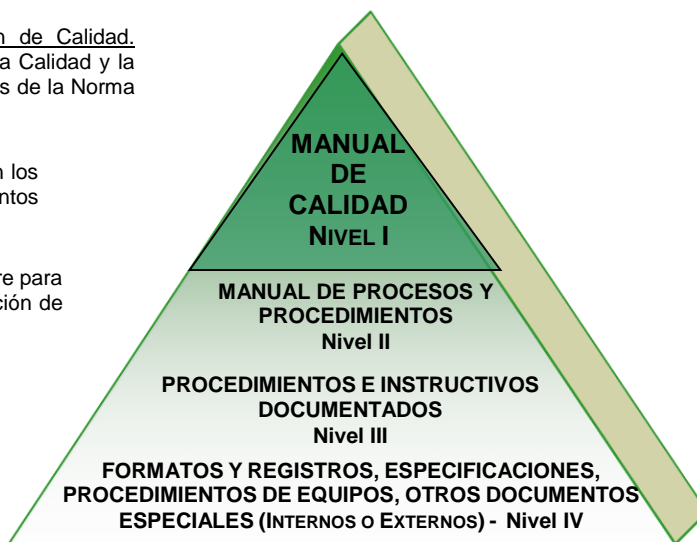 n de Calidad.
a Calidad y la
s de la Norma
n los
ntos
re para
ción de
MANUAL
DE
CALIDAD
NIVEL I
MANUAL DE PROCESOS Y
PROCEDIMIENTOS
Nivel II
PROCEDIMIENTOS E INSTRUCTIVOS
DOCUMENTADOS
Nivel III
FORMATOS Y REGISTROS, ESPECIFICACIONES,
PROCEDIMIENTOS DE EQUIPOS, OTROS DOCUMENTOS
ESPECIALES (INTERNOS O EXTERNOS) - Nivel IV